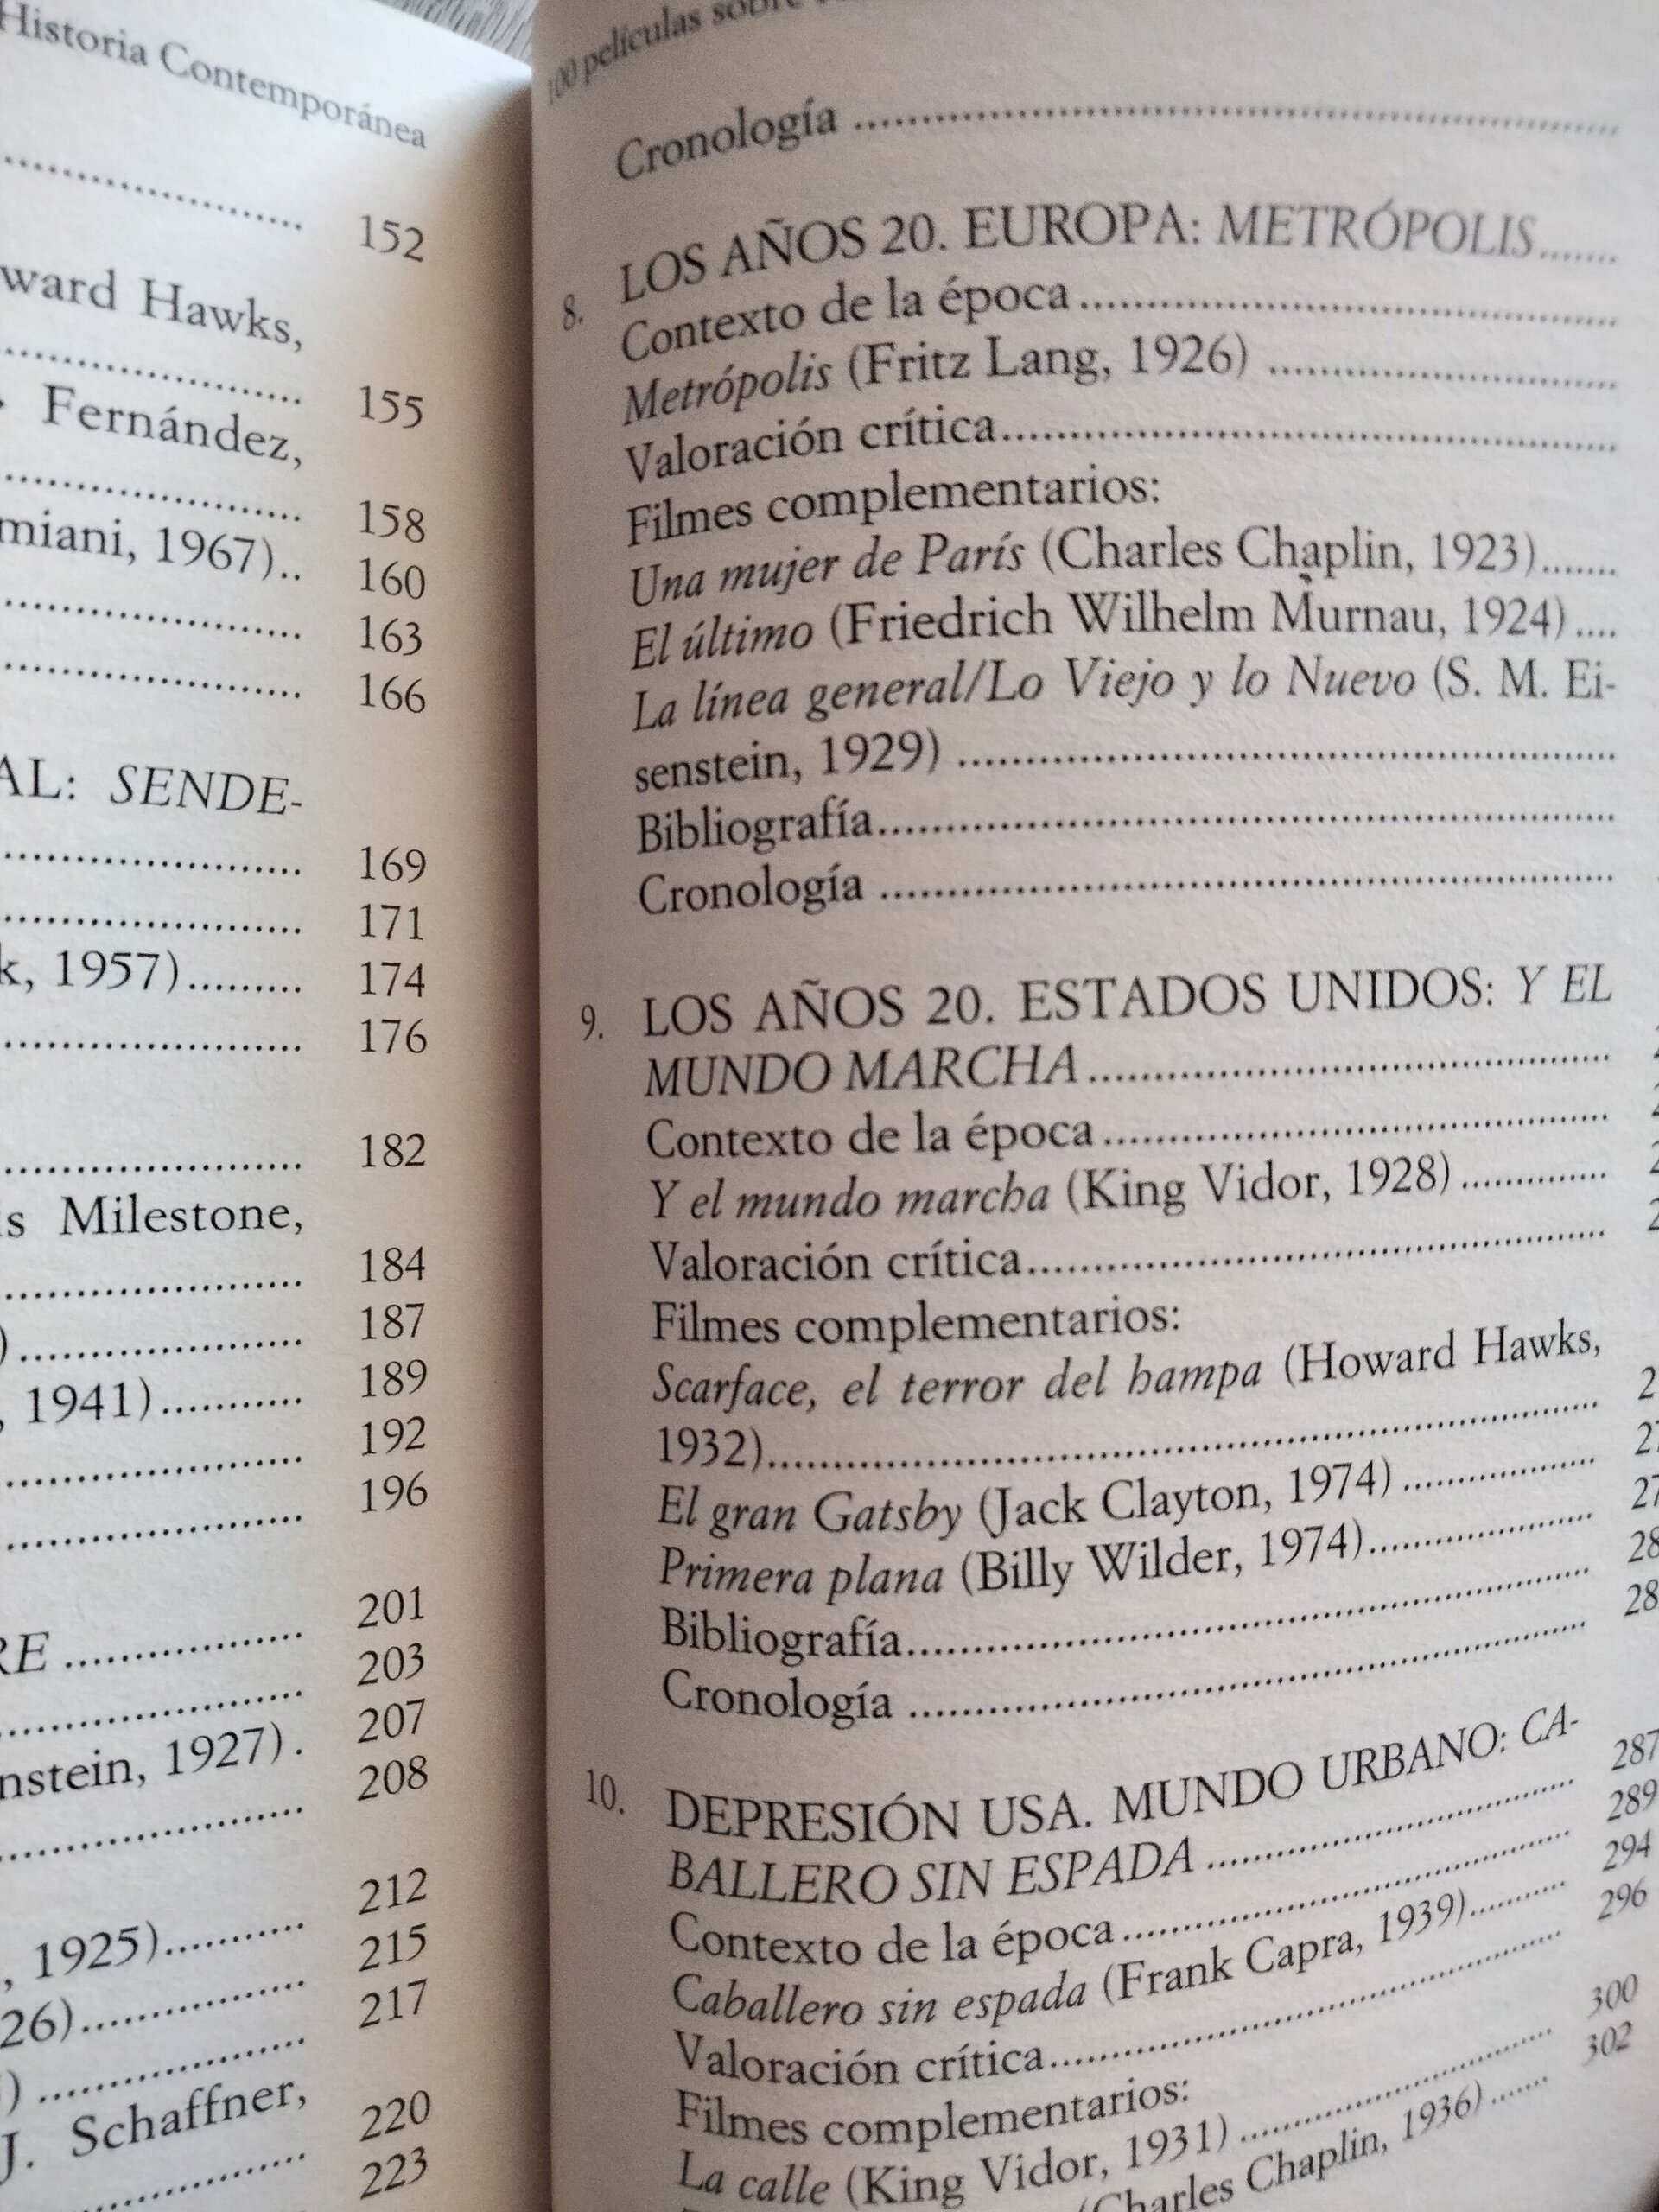 Historia Contemporánea
152
ward Hawks,
155
Fernández,
158
miani, 1967)..
160
163
166
AL: SENDE-
169
171
k, 1957).........
174
176
182
is Milestone,
184
187
, 1941)...........
189
192
196
201
RE ..............
203
207
nstein, 1927) .
208
212
, 1925)..........
215
26)................
217
J. Schaffner,
220
223
100 películas sobre
Cronología ..........................................................
8. LOS AÑOS 20. EUROPA: METRÓPOLIS.......
Contexto de la época.............................................
Metrópolis (Fritz Lang, 1926) .............................
Valoración crítica..................................................
Filmes complementarios:
Una mujer de París (Charles Chaplin, 1923).......
El último (Friedrich Wilhelm Murnau, 1924) ....
La línea general/Lo Viejo y lo Nuevo (S. M. Ei-
senstein, 1929) ......................................................
Bibliografía............................................................
Cronología ............................................................
9. LOS AÑOS 20. ESTADOS UNIDOS: Y EL
MUNDO MARCHA ...........................................
Contexto de la época.............................................
Y el mundo marcha (King Vidor, 1928) ..............
Valoración crítica..................................................
Filmes complementarios:
Scarface, el terror del hampa (Howard Hawks,
1932)......................................................................
El gran Gatsby (Jack Clayton, 1974) ..................
Primera plana (Billy Wilder, 1974)......................
Bibliografía............................................................
Cronología ............................................................
10. DEPRESIÓN USA. MUNDO URBANO: CA-
BALLERO SIN ESPADA ................................... 287
Contexto de la época............................................. 289
Caballero sin espada (Frank Capra, 1939).......... 294
Valoración crítica.................................................. 296
Filmes complementarios:
La calle (King Vidor, 1931) ................................ 300
(Charles Chaplin, 1936) ...... 302